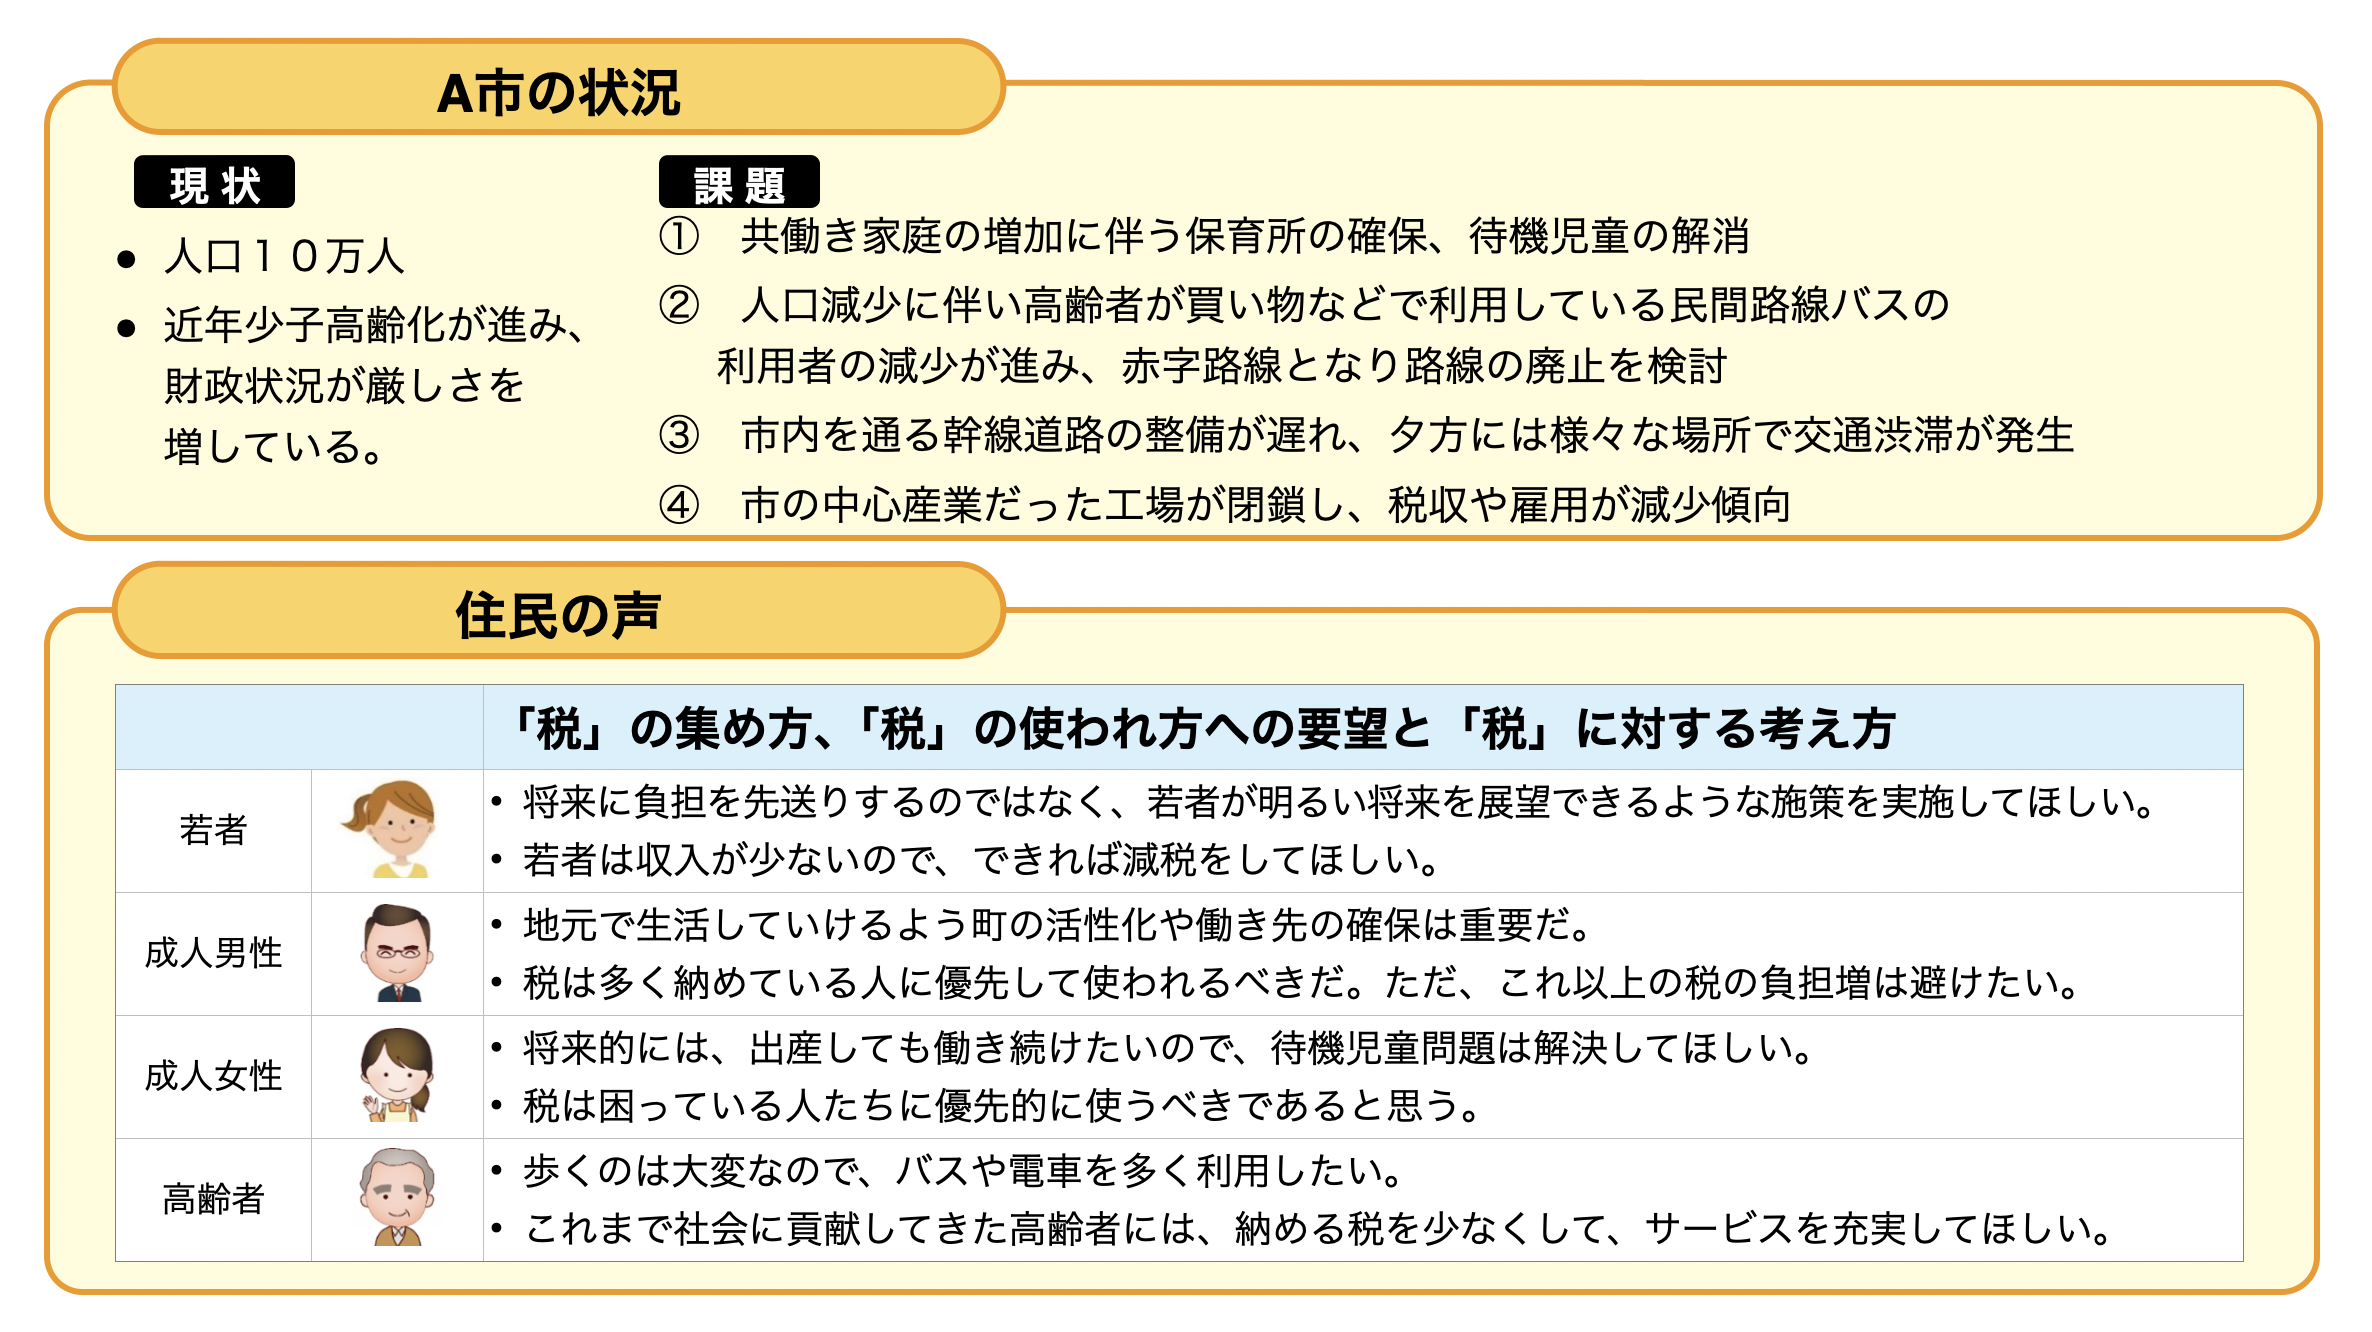 A市の状況
現 状
● 人口１０万人
● 近年少子高齢化が進み、
財政状況が厳しさを
増している。
課 題
①　共働き家庭の増加に伴う保育所の確保、待機児童の解消
②　人口減少に伴い高齢者が買い物などで利用している民間路線バスの
利用者の減少が進み、赤字路線となり路線の廃止を検討
③　市内を通る幹線道路の整備が遅れ、夕方には様々な場所で交通渋滞が発生
④　市の中心産業だった工場が閉鎖し、税収や雇用が減少傾向
住民の声
「税」の集め方、「税」の使われ方への要望と「税」に対する考え方
若者
• 将来に負担を先送りするのではなく、若者が明るい将来を展望できるような施策を実施してほしい。
• 若者は収入が少ないので、できれば減税をしてほしい。
成人男性
• 地元で生活していけるよう町の活性化や働き先の確保は重要だ。
• 税は多く納めている人に優先して使われるべきだ。ただ、これ以上の税の負担増は避けたい。
成人女性
• 将来的には、出産しても働き続けたいので、待機児童問題は解決してほしい。
• 税は困っている人たちに優先的に使うべきであると思う。
高齢者
• 歩くのは大変なので、バスや電車を多く利用したい。
• これまで社会に貢献してきた高齢者には、納める税を少なくして、サービスを充実してほしい。